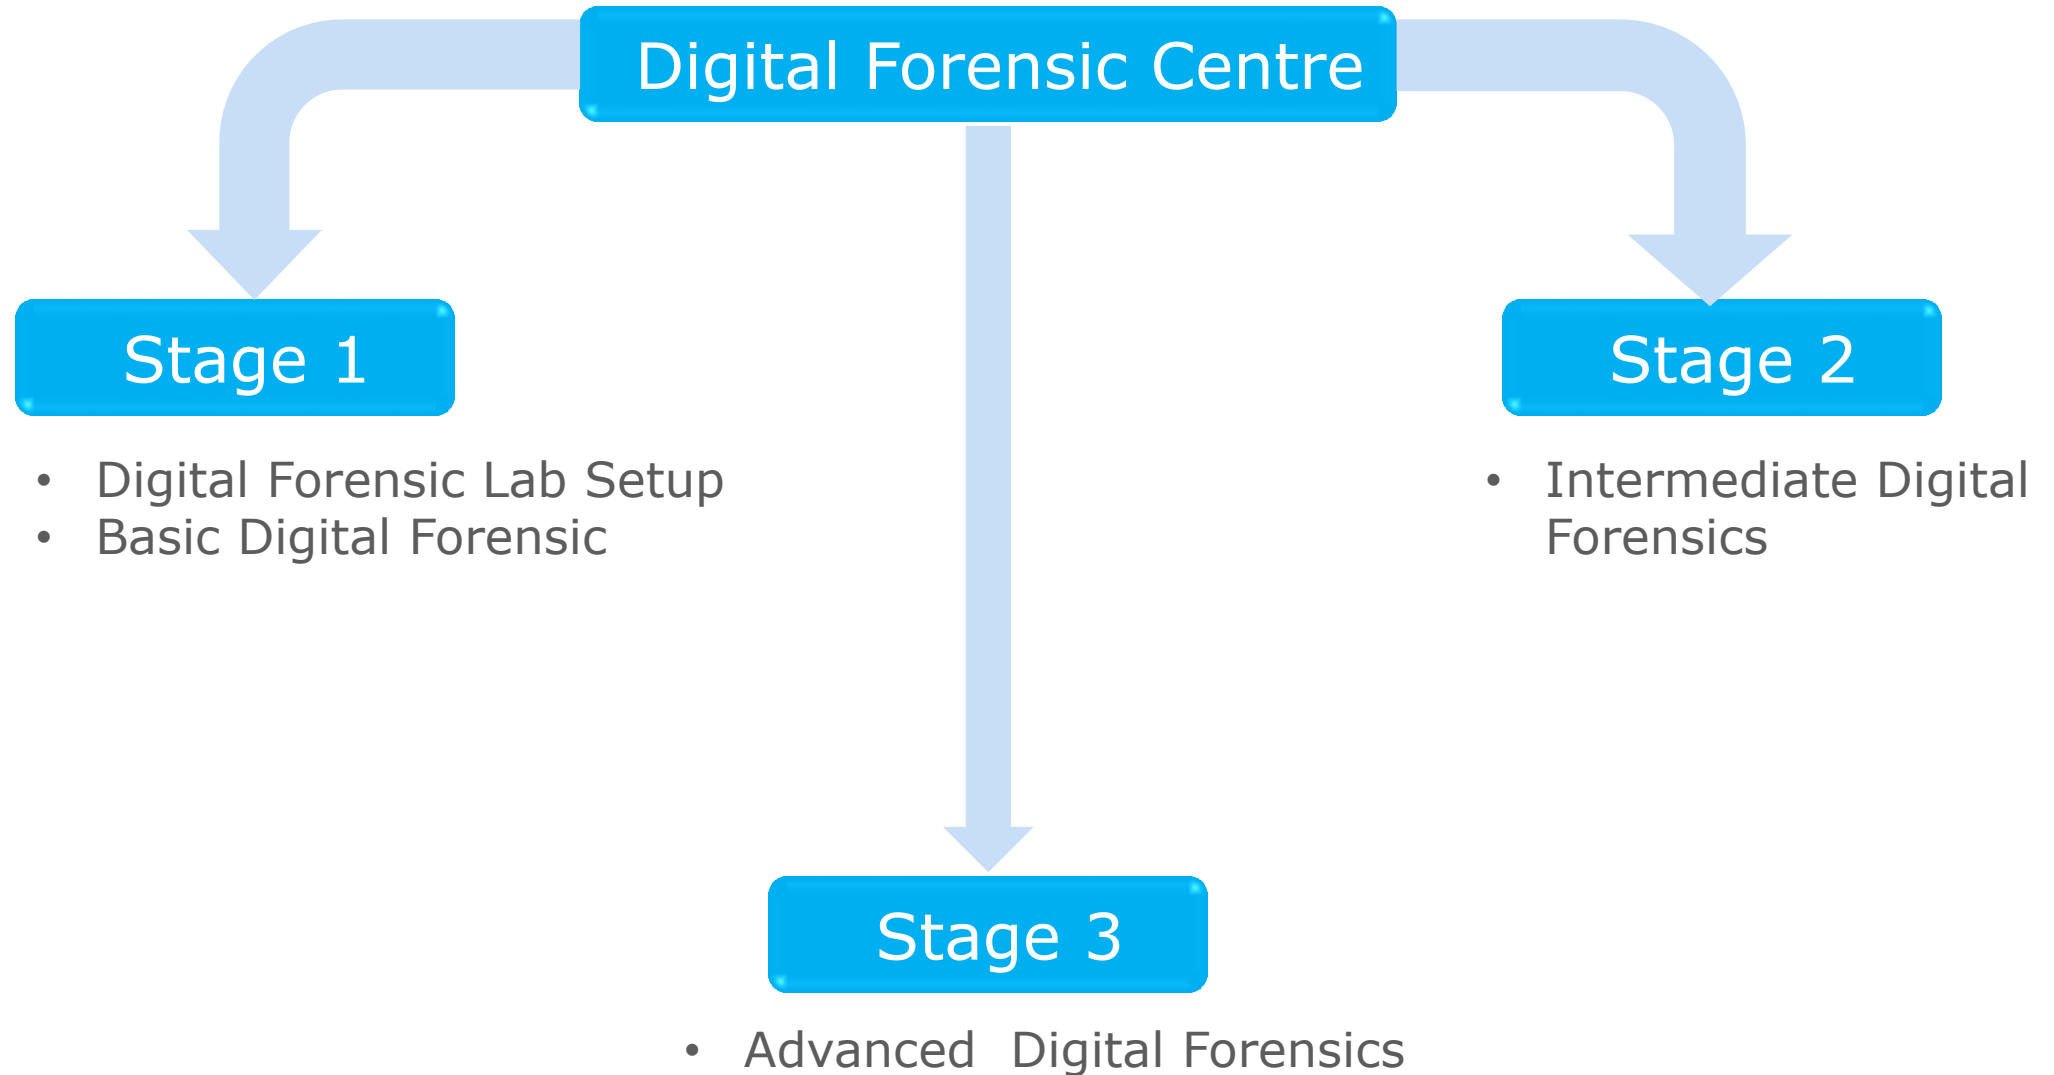 Digital Forensic Centre
Stage 1
• Digital Forensic Lab Setup
• Basic Digital Forensic
Stage 2
• Intermediate Digital
Forensics
Stage 3
• Advanced  Digital Forensics